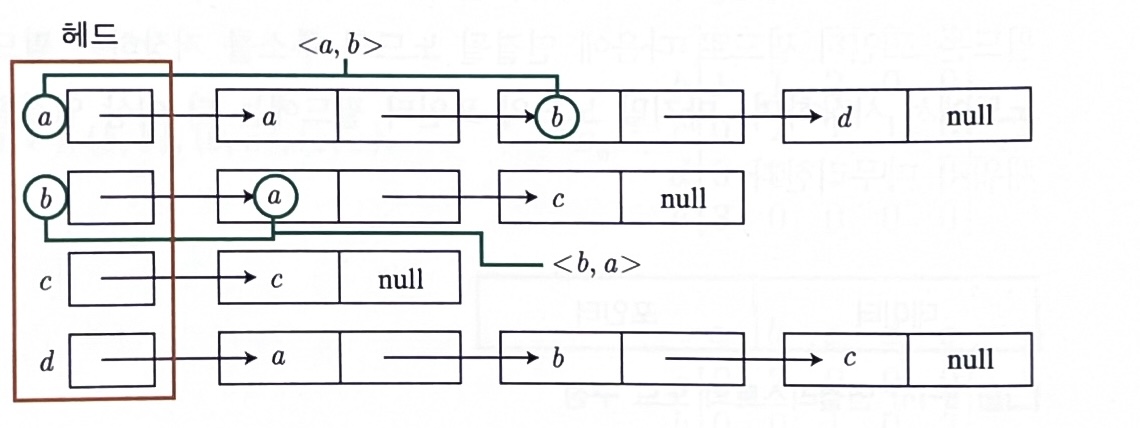 헤드
<a, b>
a a b d null
b a c null
<b, a>
c c null
d a b c null